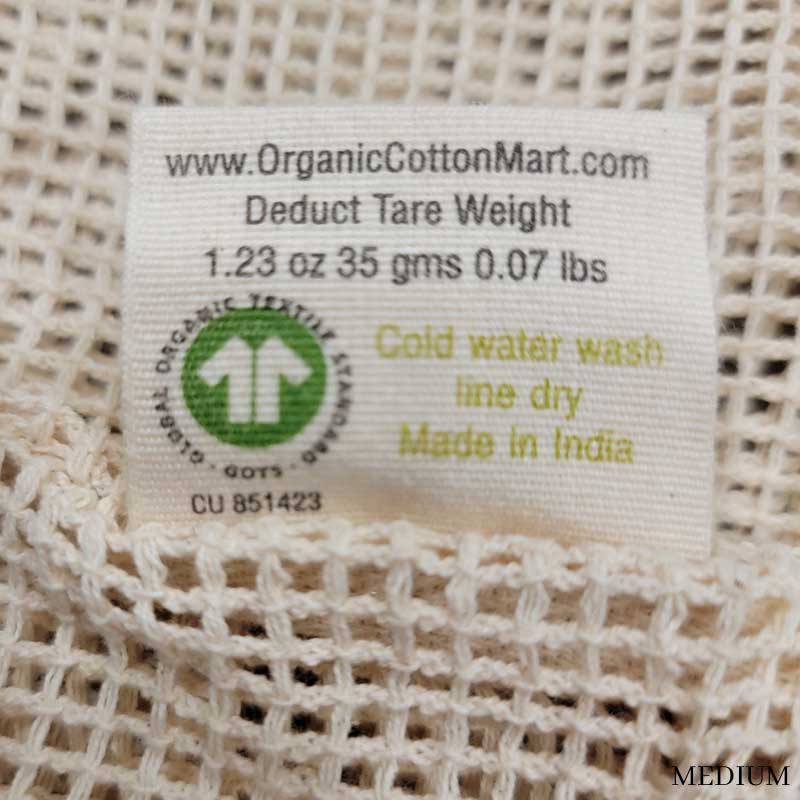 www.OrganicCottonMart.com
Deduct Tare Weight
1.23 oz 35 gms 0.07 lbs
GLOBAL ORGANIC TEXTILE STANDARD
· GOTS ·
Cold water wash
line dry
Made in India
CU 851423
MEDIUM